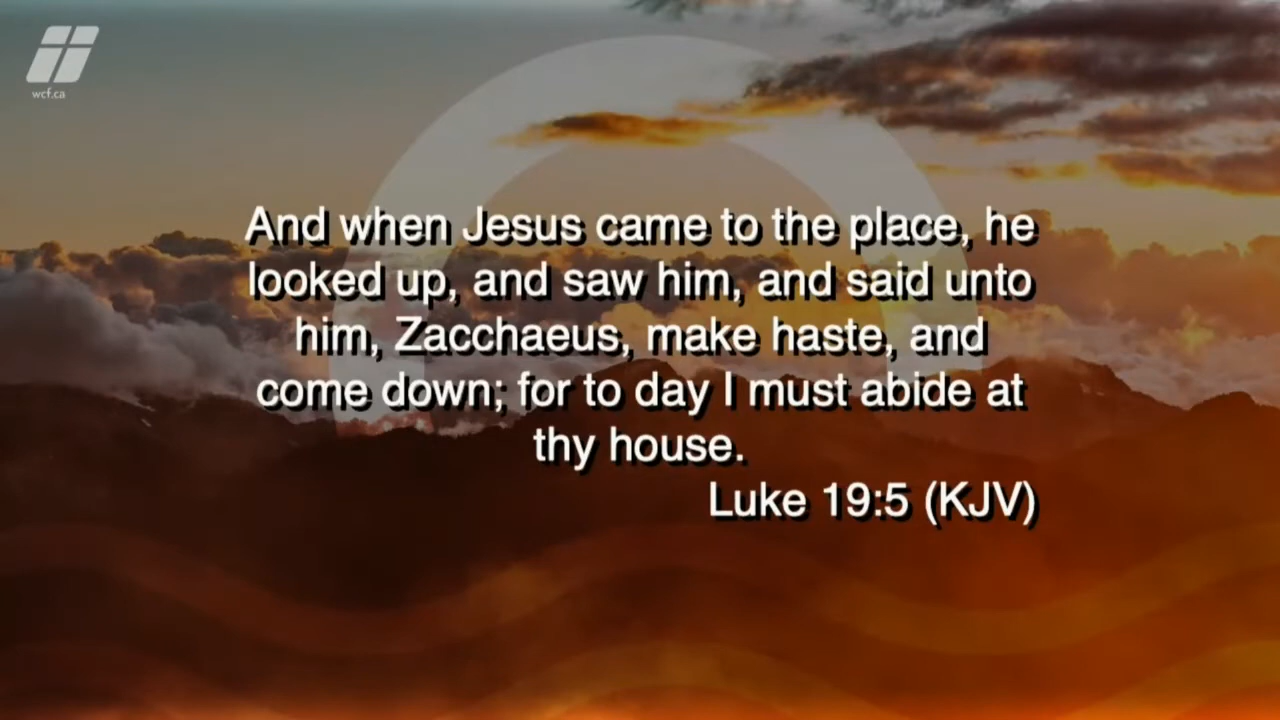 wcf.ca
And when Jesus came to the place, he
looked up, and saw him, and said unto
him, Zacchaeus, make haste, and
come down; for to day I must abide at
thy house.
Luke 19:5 (KJV)